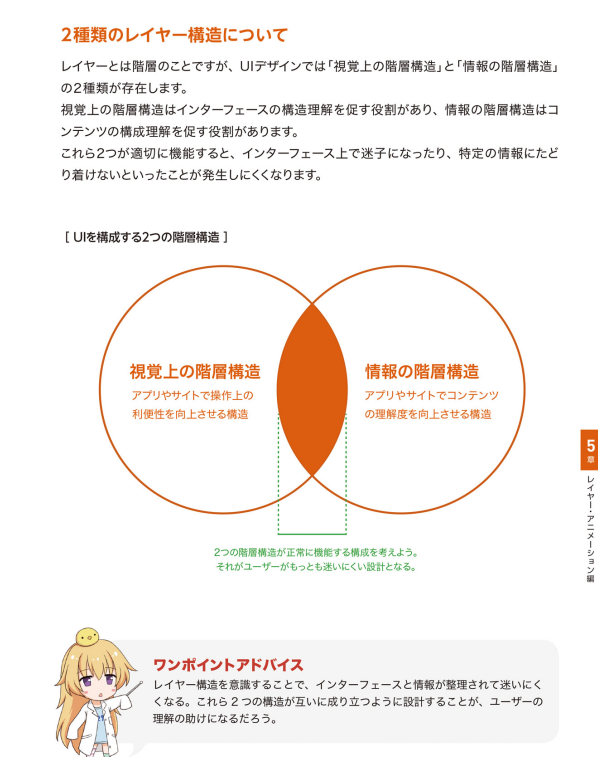 2種類のレイヤー構造について
レイヤーとは階層のことですが、UIデザインでは「視覚上の階層構造」と「情報の階層構造」
の2種類が存在します。
視覚上の階層構造はインターフェースの構造理解を促す役割があり、情報の階層構造はコ
ンテンツの構成理解を促す役割があります。
これら2つが適切に機能すると、インターフェース上で迷子になったり、特定の情報にたど
り着けないといったことが発生しにくくなります。
[ UIを構成する2つの階層構造 ]
視覚上の階層構造
アプリやサイトで操作上の
利便性を向上させる構造
情報の階層構造
アプリやサイトでコンテンツ
の理解度を向上させる構造
2つの階層構造が正常に機能する構成を考えよう。
それがユーザーがもっとも迷いにくい設計となる。
5
章
レイヤー・アニメーション編
ワンポイントアドバイス
レイヤー構造を意識することで、インターフェースと情報が整理されて迷いにく
くなる。これら 2 つの構造が互いに成り立つように設計することが、ユーザーの
理解の助けになるだろう。